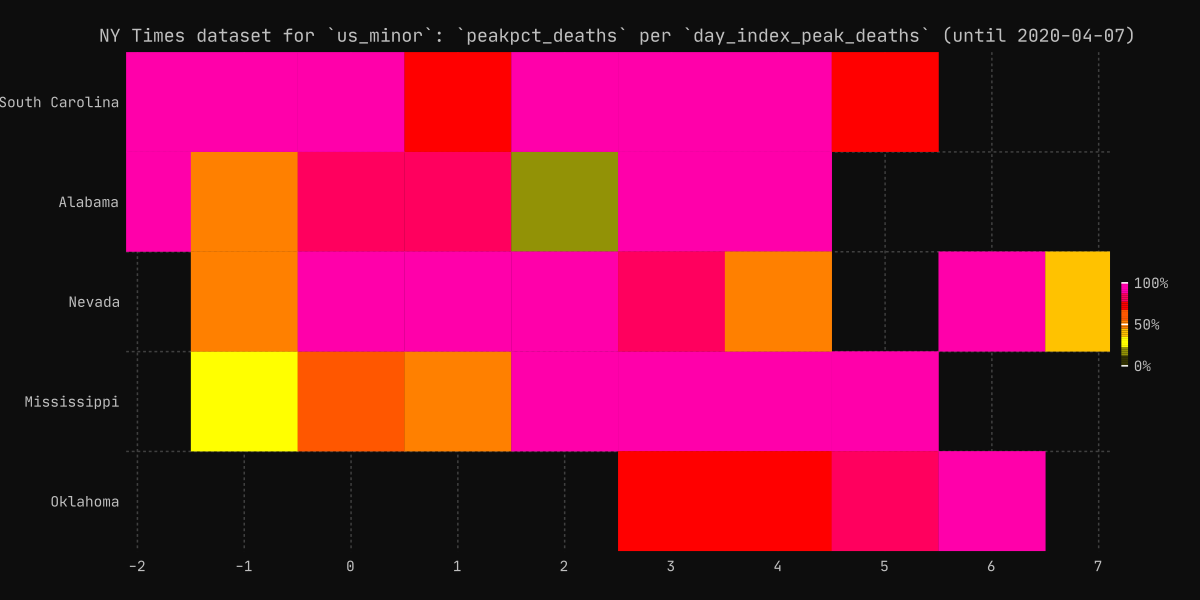 NY Times dataset for `us_minor`: `peakpct_deaths` per `day_index_peak_deaths` (until 2020-04-07)
South Carolina
Alabama
Nevada
Mississippi
Oklahoma
100%
50%
0%
-2 -1 0 1 2 3 4 5 6 7